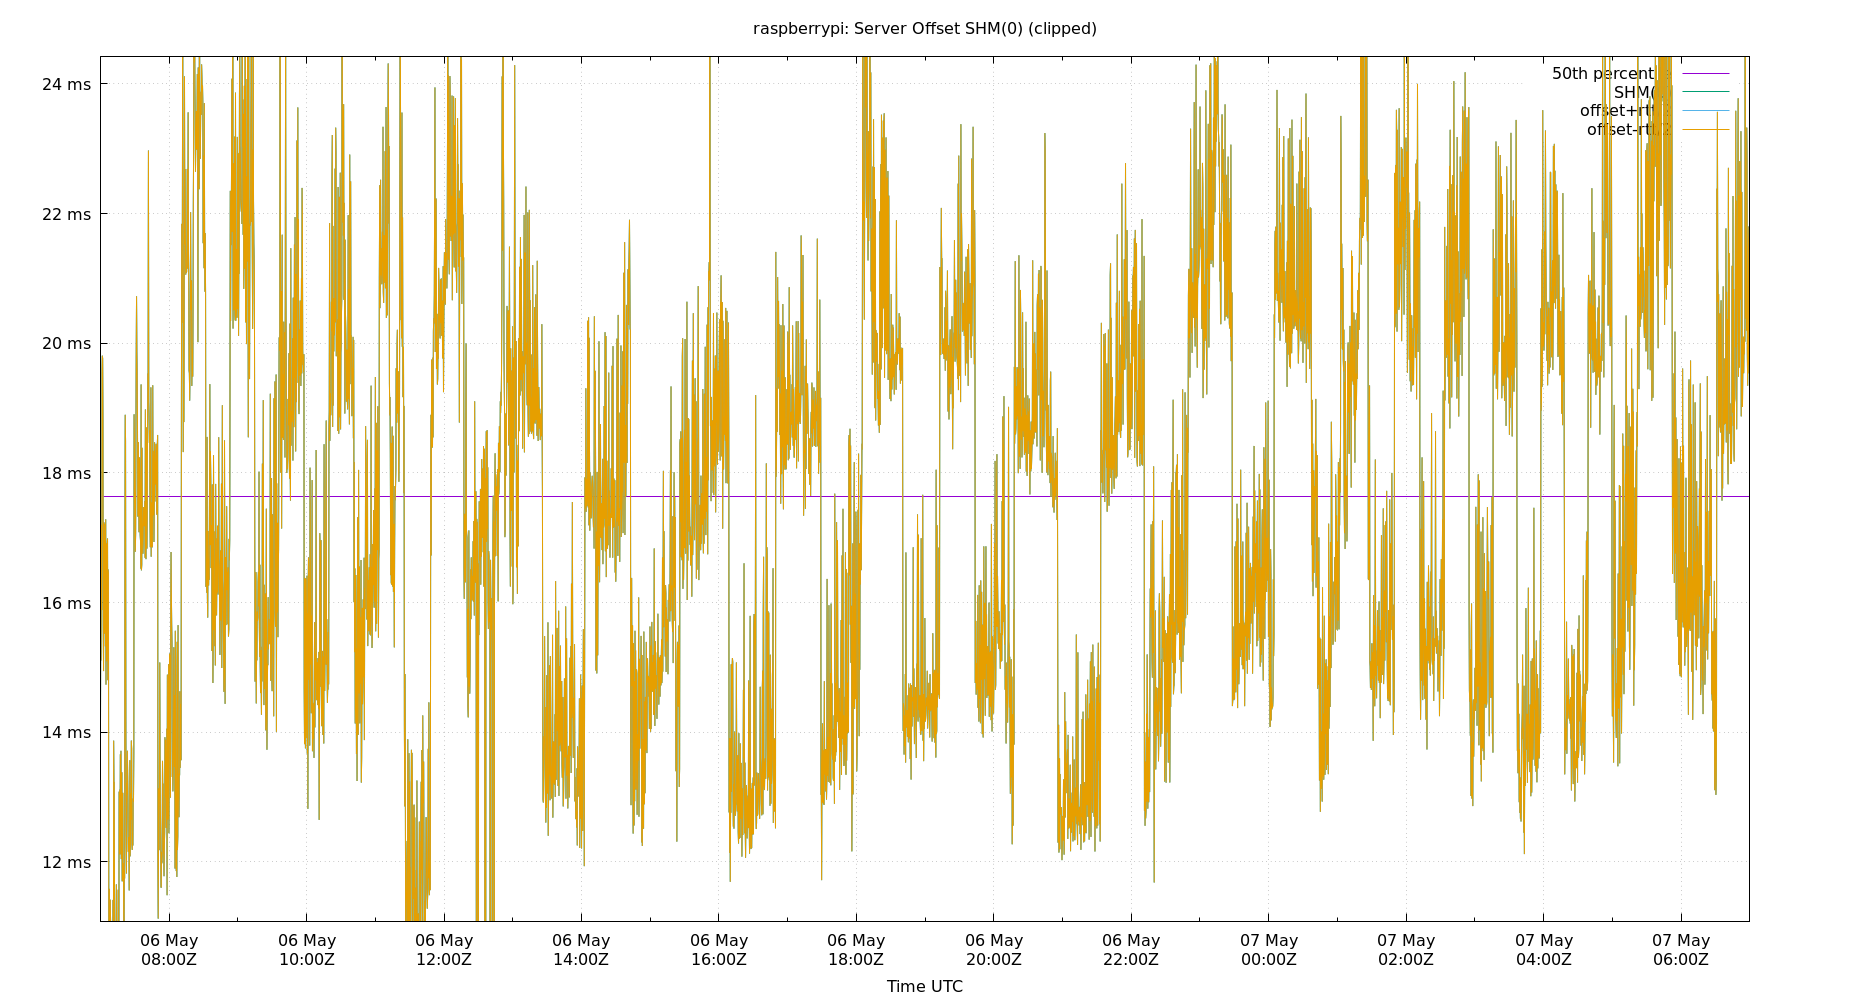 raspberrypi: Server Offset SHM(0) (clipped)
24 ms
22 ms
20 ms
18 ms
16 ms
14 ms
12 ms
50th percent
SHM(
offset+rt
offset-rt
06 May 06 May 06 May 06 May 06 May 06 May 06 May 06 May 07 May 07 May 07 May 07 May
08:00Z 10:00Z 12:00Z 14:00Z 16:00Z 18:00Z 20:00Z 22:00Z 00:00Z 02:00Z 04:00Z 06:00Z
Time UTC